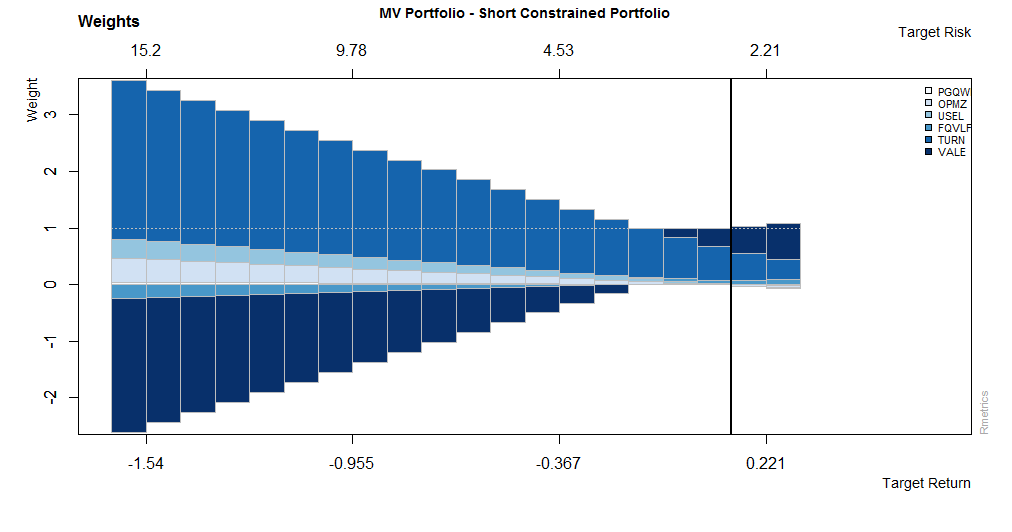 MV Portfolio - Short Constrained Portfolio
Weights
Target Risk
15.2 9.78 4.53 2.21
Weight
3
2
1
0
-1
-2
PGQW
OPMZ
USEL
FQVLF
TURN
VALE
Rmetrics
-1.54 -0.955 -0.367 0.221
Target Return